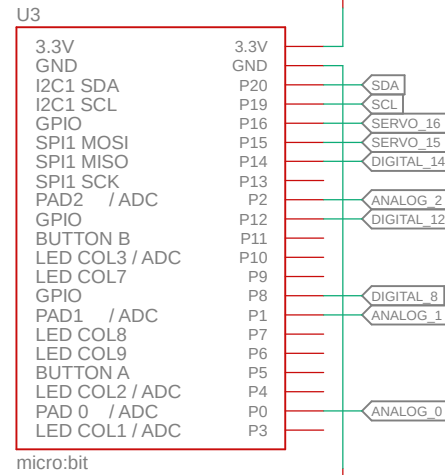 U3
3.3V 3.3V
GND GND
I2C1 SDA P20 SDA
I2C1 SCL P19 SCL
GPIO P16 SERVO_16
SPI1 MOSI P15 SERVO_15
SPI1 MISO P14 DIGITAL_14
SPI1 SCK P13
PAD2 / ADC P2 ANALOG_2
GPIO P12 DIGITAL_12
BUTTON B P11
LED COL3 / ADC P10
LED COL7 P9
GPIO P8 DIGITAL_8
PAD1 / ADC P1 ANALOG_1
LED COL8 P7
LED COL9 P6
BUTTON A P5
LED COL2 / ADC P4
PAD 0 / ADC P0 ANALOG_0
LED COL1 / ADC P3
micro:bit